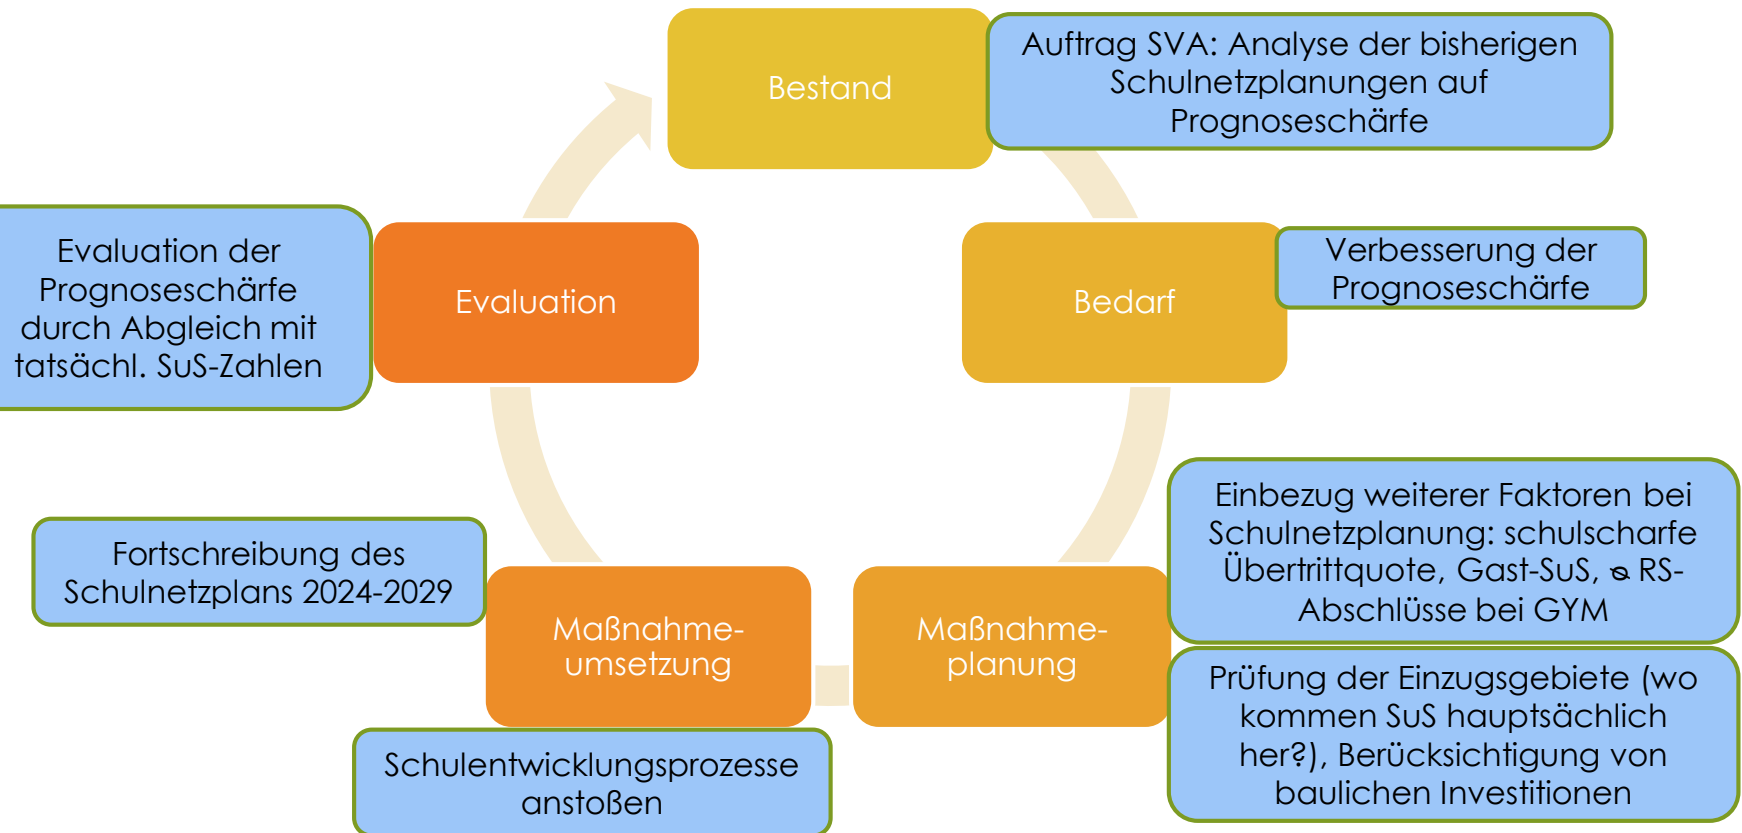 Bestand
Auftrag SVA: Analyse der bisherigen
Schulnetzplanungen auf
Prognoseschärfe
Bedarf
Verbesserung der
Prognoseschärfe
Maßnahme-
planung
Einbezug weiterer Faktoren bei
Schulnetzplanung: schulscharfe
Übertrittquote, Gast-SuS, ⌀ RS-
Abschlüsse bei GYM
Prüfung der Einzugsgebiete (wo
kommen SuS hauptsächlich
her?), Berücksichtigung von
baulichen Investitionen
Maßnahme-
umsetzung
Fortschreibung des
Schulnetzplans 2024-2029
Schulentwicklungsprozesse
anstoßen
Evaluation
Evaluation der
Prognoseschärfe
durch Abgleich mit
tatsächl. SuS-Zahlen